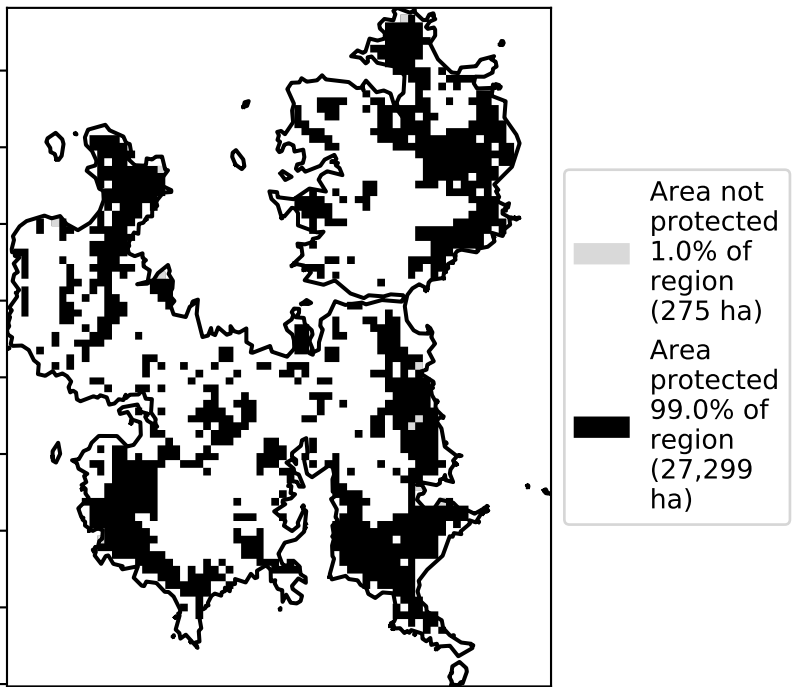 Area not
protected
1.0% of
region
(275 ha)
Area
protected
99.0% of
region
(27,299
ha)